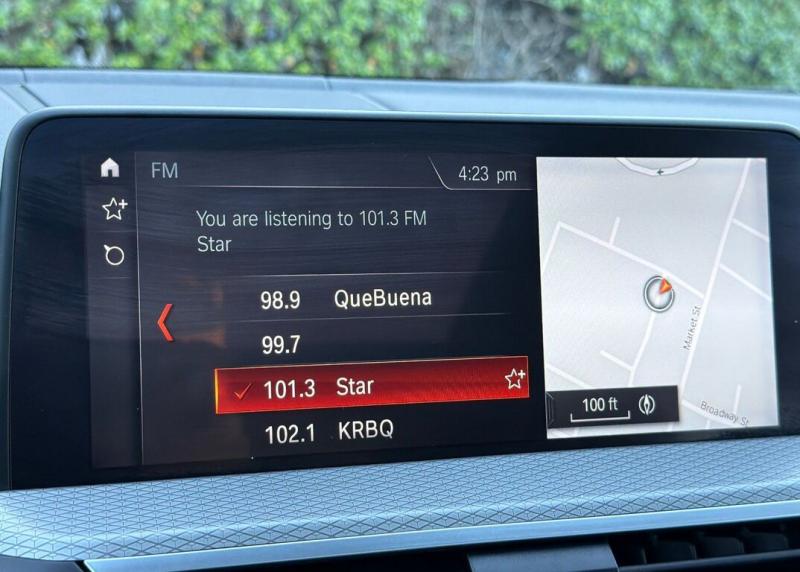 FM
4:23 pm
You are listening to 101.3 FM
Star
98.9 QueBuena
99.7
101.3 Star
102.1 KRBQ
Market St
Broadway St
100 ft